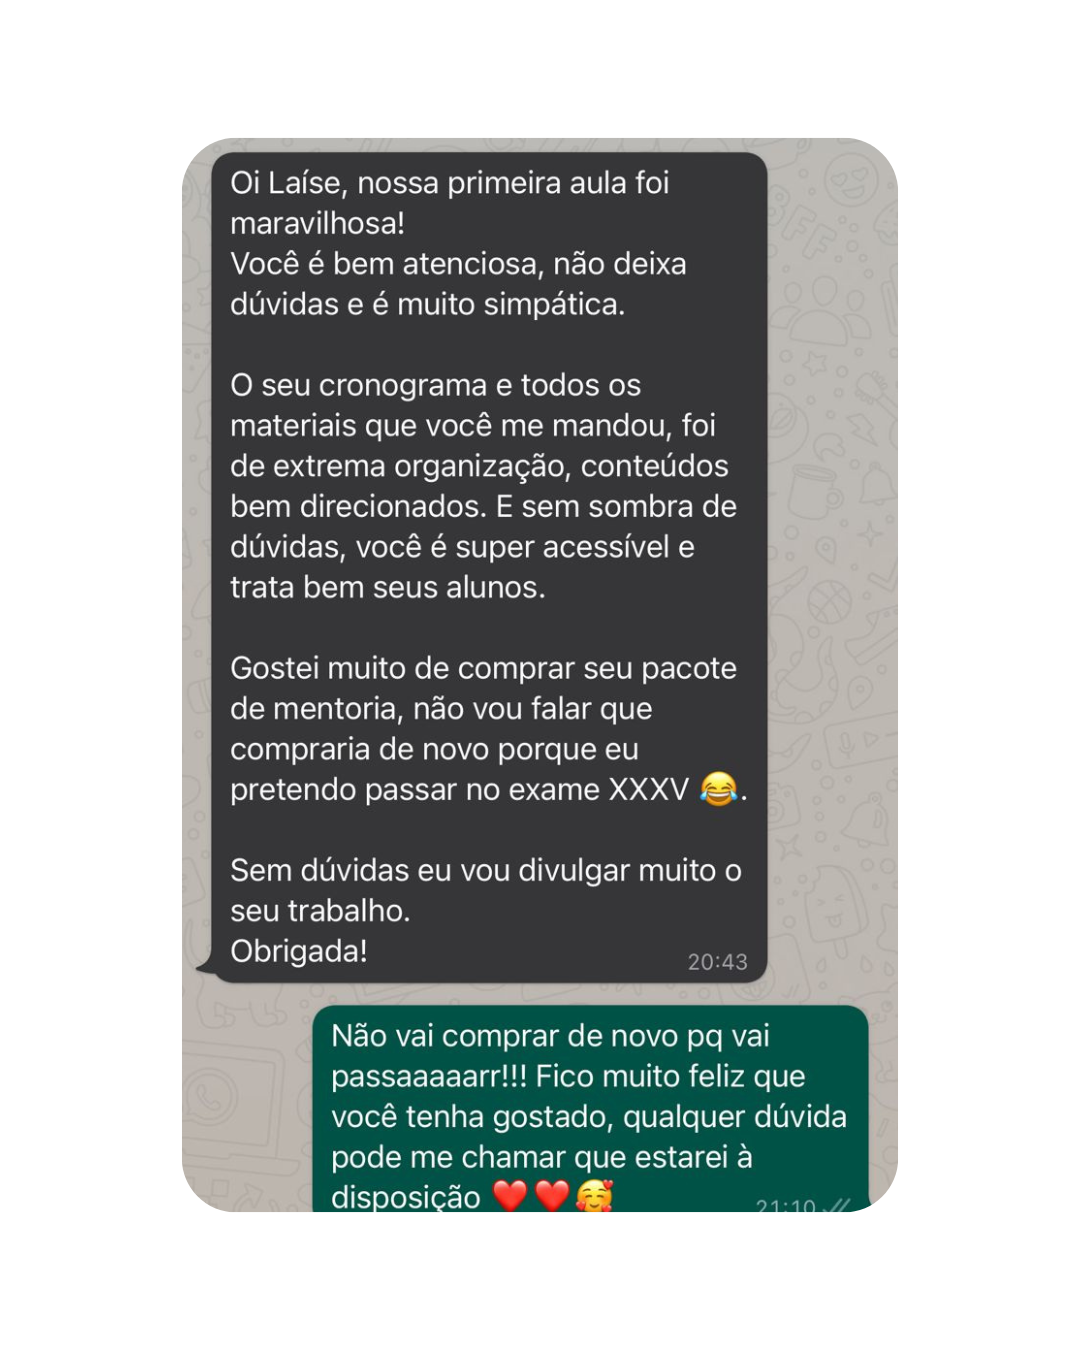 Oi Laíse, nossa primeira aula foi
maravilhosa!
Você é bem atenciosa, não deixa
dúvidas e é muito simpática.
O seu cronograma e todos os
materiais que você me mandou, foi
de extrema organização, conteúdos
bem direcionados. E sem sombra de
dúvidas, você é super acessível e
trata bem seus alunos.
Gostei muito de comprar seu pacote
de mentoria, não vou falar que
compraria de novo porque eu
pretendo passar no exame XXXV 😂.
Sem dúvidas eu vou divulgar muito o
seu trabalho.
Obrigada!
20:43
Não vai comprar de novo pq vai
passaaaaarr!!! Fico muito feliz que
você tenha gostado, qualquer dúvida
pode me chamar que estarei à
disposição ❤️❤️🥰
21:10